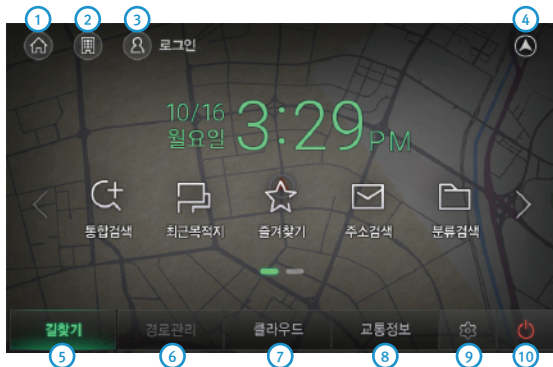 1 2 3 4
로그인
10/16
월요일 3:29 PM
통합검색 최근목적지 즐겨찾기 주소검색 분류검색
길찾기 경로관리 클라우드 교통정보
5 6 7 8 9 10